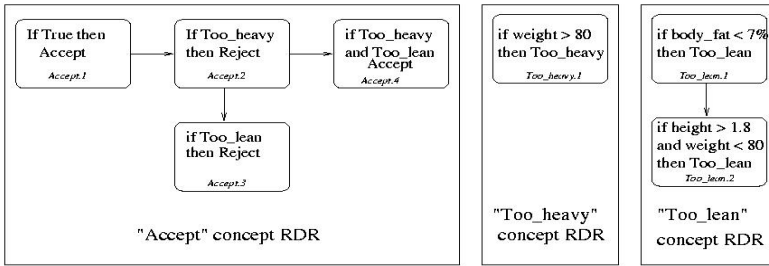 If True then
Accept
Accept.1
If Too_heavy
then Reject
Accept.2
if Too_heavy
and Too_lean
Accept
Accept.4
if Too_lean
then Reject
Accept.3
"Accept" concept RDR
if weight > 80
then Too_heavy
Too_heavy.1
"Too_heavy"
concept RDR
if body_fat < 7%
then Too_lean
Too_lean.1
if height > 1.8
and weight < 80
then Too_lean
Too_lean.2
"Too_lean"
concept RDR